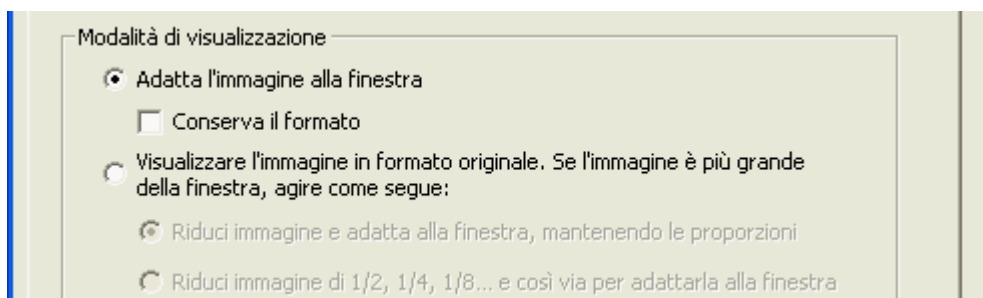 Modalità di visualizzazione
Adatta l'immagine alla finestra
Conserva il formato
Visualizzare l'immagine in formato originale. Se l'immagine è più grande
della finestra, agire come segue:
Riduci immagine e adatta alla finestra, mantenendo le proporzioni
Riduci immagine di 1/2, 1/4, 1/8... e così via per adattarla alla finestra